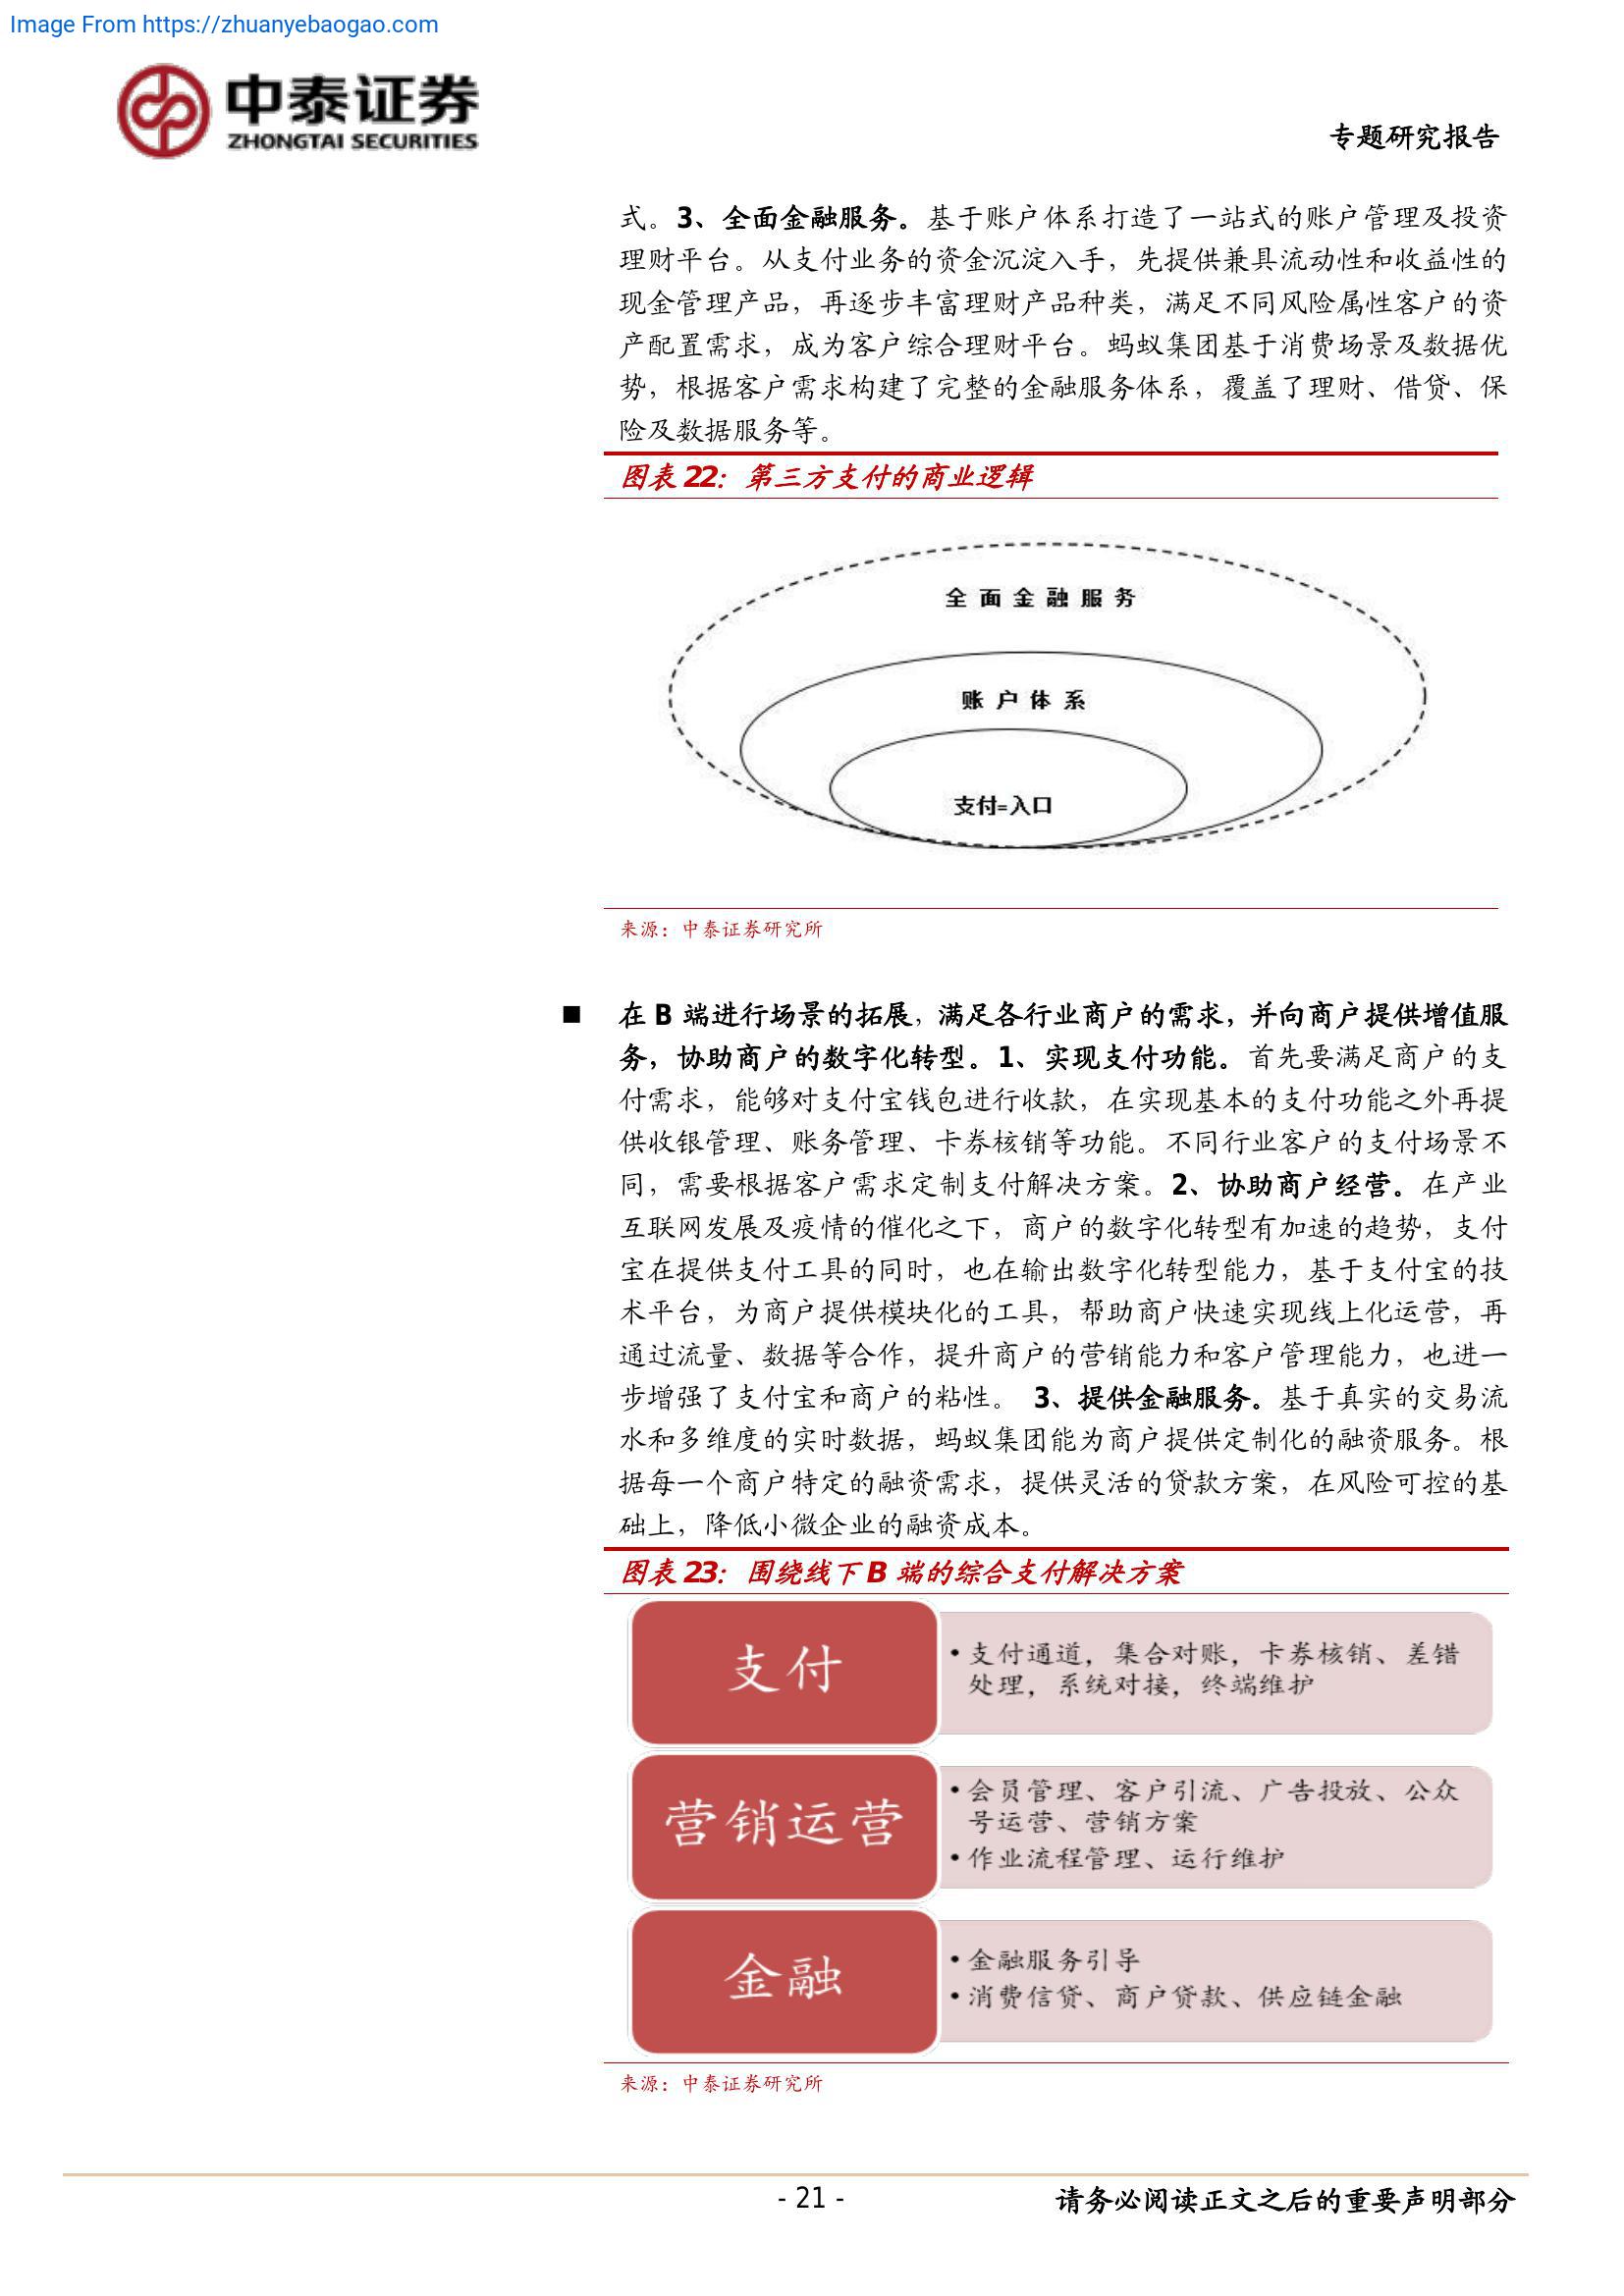 Image From https://zhuanyebaogao.com
中泰证券
ZHONGTAI SECURITIES
专题研究报告
式。3、全面金融服务。基于账户体系打造了一站式的账户管理及投资
理财平台。从支付业务的资金沉淀入手，先提供兼具流动性和收益性的
现金管理产品，再逐步丰富理财产品种类，满足不同风险属性客户的资
产配置需求，成为客户综合理财平台。蚂蚁集团基于消费场景及数据优
势，根据客户需求构建了完整的金融服务体系，覆盖了理财、借贷、保
险及数据服务等。
图表 22：第三方支付的商业逻辑
全面金融服务
账户体系
支付=入口
来源：中泰证券研究所
■ 在 B 端进行场景的拓展，满足各行业商户的需求，并向商户提供增值服
务，协助商户的数字化转型。1、实现支付功能。首先要满足商户的支
付需求，能够对支付宝钱包进行收款，在实现基本的支付功能之外再提
供收银管理、账务管理、卡券核销等功能。不同行业客户的支付场景不
同，需要根据客户需求定制支付解决方案。2、协助商户经营。在产业
互联网发展及疫情的催化之下，商户的数字化转型有加速的趋势，支付
宝在提供支付工具的同时，也在输出数字化转型能力，基于支付宝的技
术平台，为商户提供模块化的工具，帮助商户快速实现线上化运营，再
通过流量、数据等合作，提升商户的营销能力和客户管理能力，也进一
步增强了支付宝和商户的粘性。 3、提供金融服务。基于真实的交易流
水和多维度的实时数据，蚂蚁集团能为商户提供定制化的融资服务。根
据每一个商户特定的融资需求，提供灵活的贷款方案，在风险可控的基
础上，降低小微企业的融资成本。
图表 23：围绕线下 B 端的综合支付解决方案
支付
•支付通道，集合对账，卡券核销、差错
处理，系统对接，终端维护
营销运营
•会员管理、客户引流、广告投放、公众
号运营、营销方案
•作业流程管理、运行维护
金融
•金融服务引导
•消费信贷、商户贷款、供应链金融
来源：中泰证券研究所
- 21 -
请务必阅读正文之后的重要声明部分